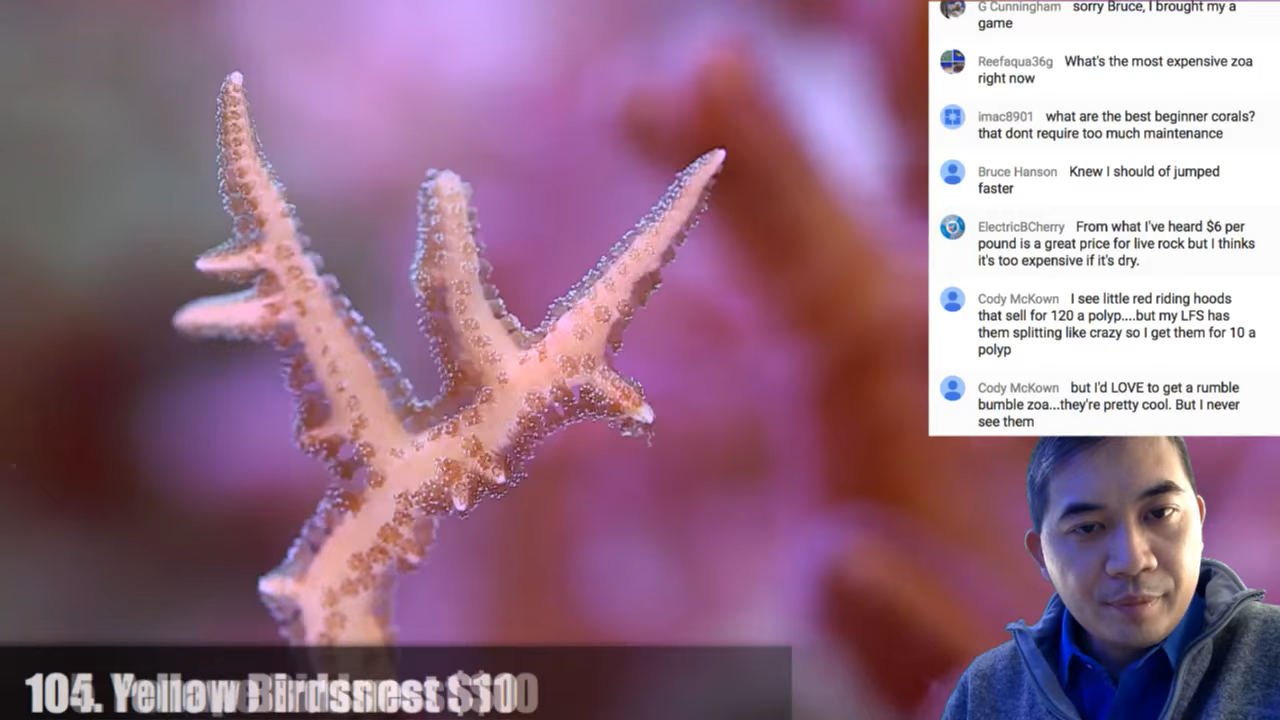 G Cunningham sorry Bruce, I brought my a
game
Reefaqua36g What's the most expensive zoa
right now
imac8901 what are the best beginner corals?
that dont require too much maintenance
Bruce Hanson Knew I should of jumped
faster
ElectricBCherry From what I've heard $6 per
pound is a great price for live rock but I thinks
it's too expensive if it's dry.
Cody McKown I see little red riding hoods
that sell for 120 a polyp....but my LFS has
them splitting like crazy so I get them for 10 a
polyp
Cody McKown but I'd LOVE to get a rumble
bumble zoa...they're pretty cool. But I never
see them
Yellow Birdsnest $10